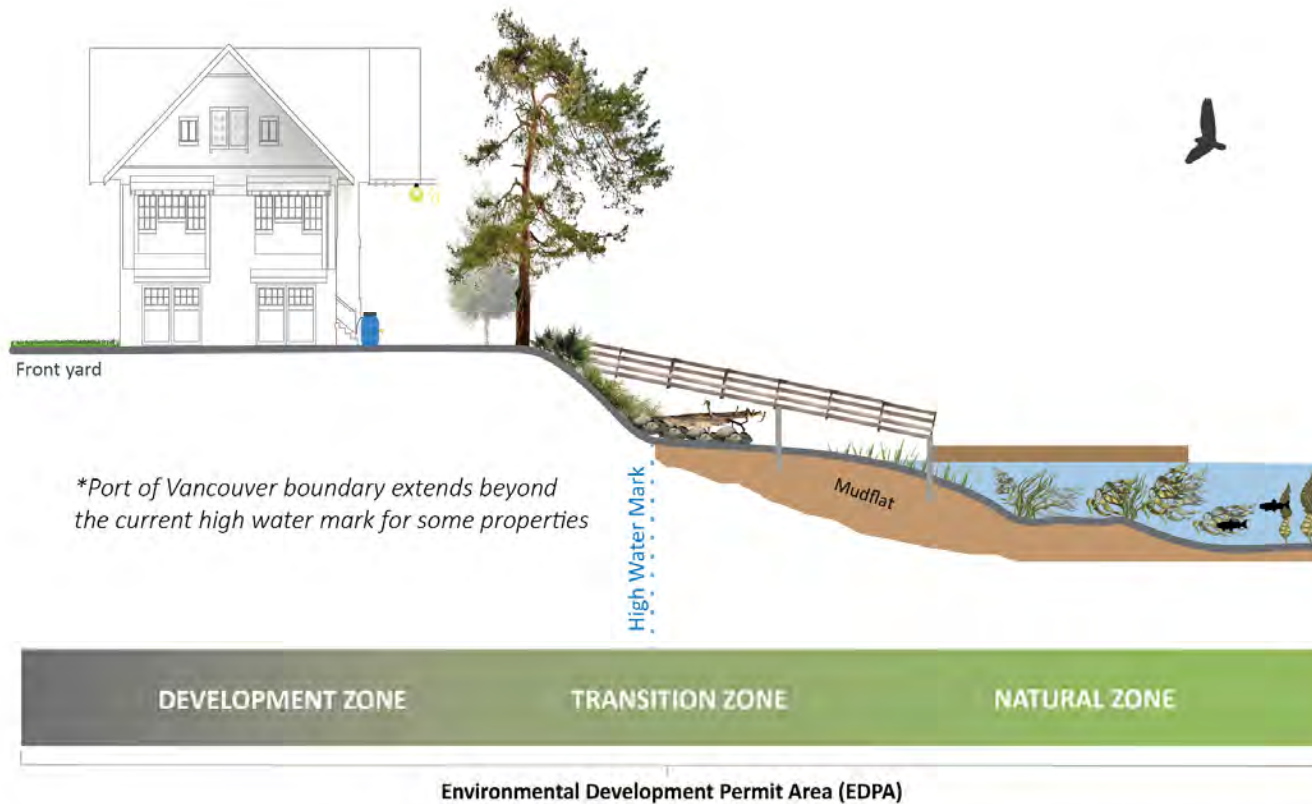 Front yard
*Port of Vancouver boundary extends beyond
the current high water mark for some properties
High Water Mark
Mudflat
DEVELOPMENT ZONE
TRANSITION ZONE
NATURAL ZONE
Environmental Development Permit Area (EDPA)